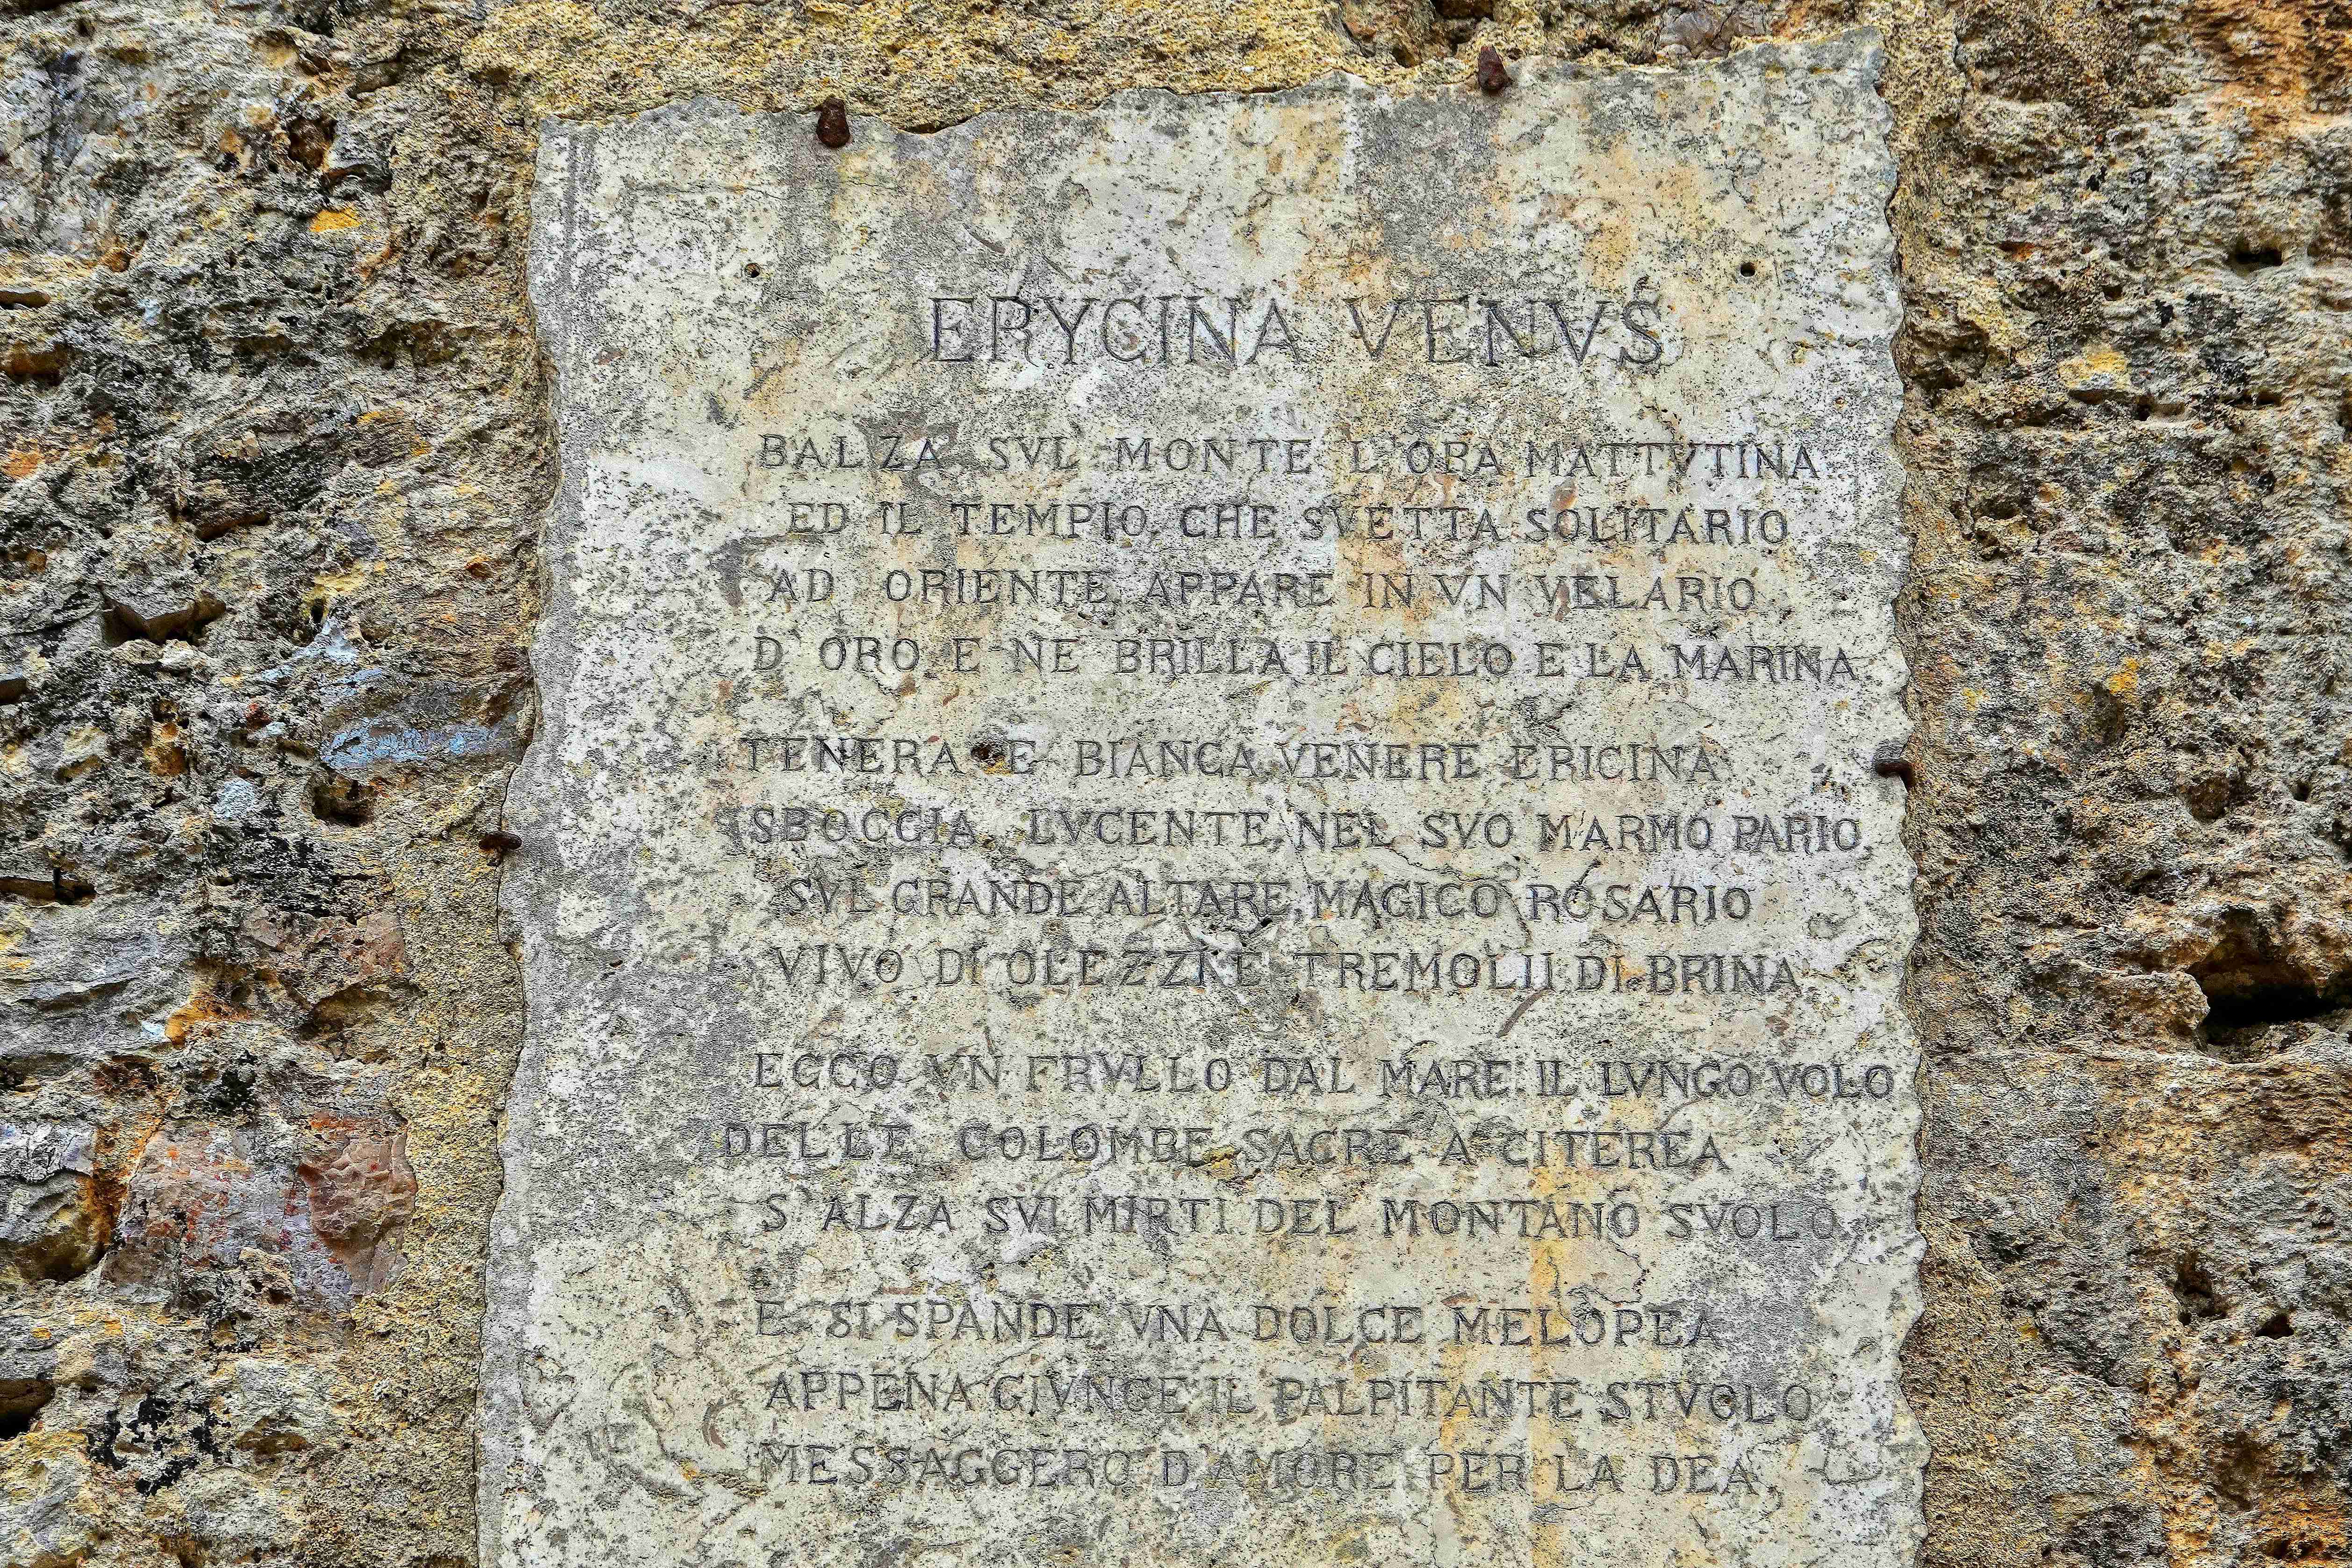 ERYCINA VENVS
BALZA SVL MONTE L'ORA MATTVTINA
ED IL TEMPIO, CHE SVETTA SOLITARIO
AD ORIENTE, APPARE IN VN VELARIO
D'ORO E NE BRILLA IL CIELO E LA MARINA.
TENERA E BIANCA, VENERE ERICINA
SBOCCIA LVCENTE, NEL SVO MARMO PARIO,
SVL GRANDE ALTARE, MAGICO ROSARIO
VIVO DI OLEZZI E TREMOLII DI BRINA
ECCO VN FRVLLO DAL MARE: IL LVNGO VOLO
DELLE COLOMBE SACRE A CITEREA
S'ALZA SVI MIRTI DEL MONTANO SVOLO,
E SI SPANDE VNA DOLCE MELOPEA
APPENA GIVNGE IL PALPITANTE STVOLO
MESSAGGERO D'AMORE PER LA DEA.